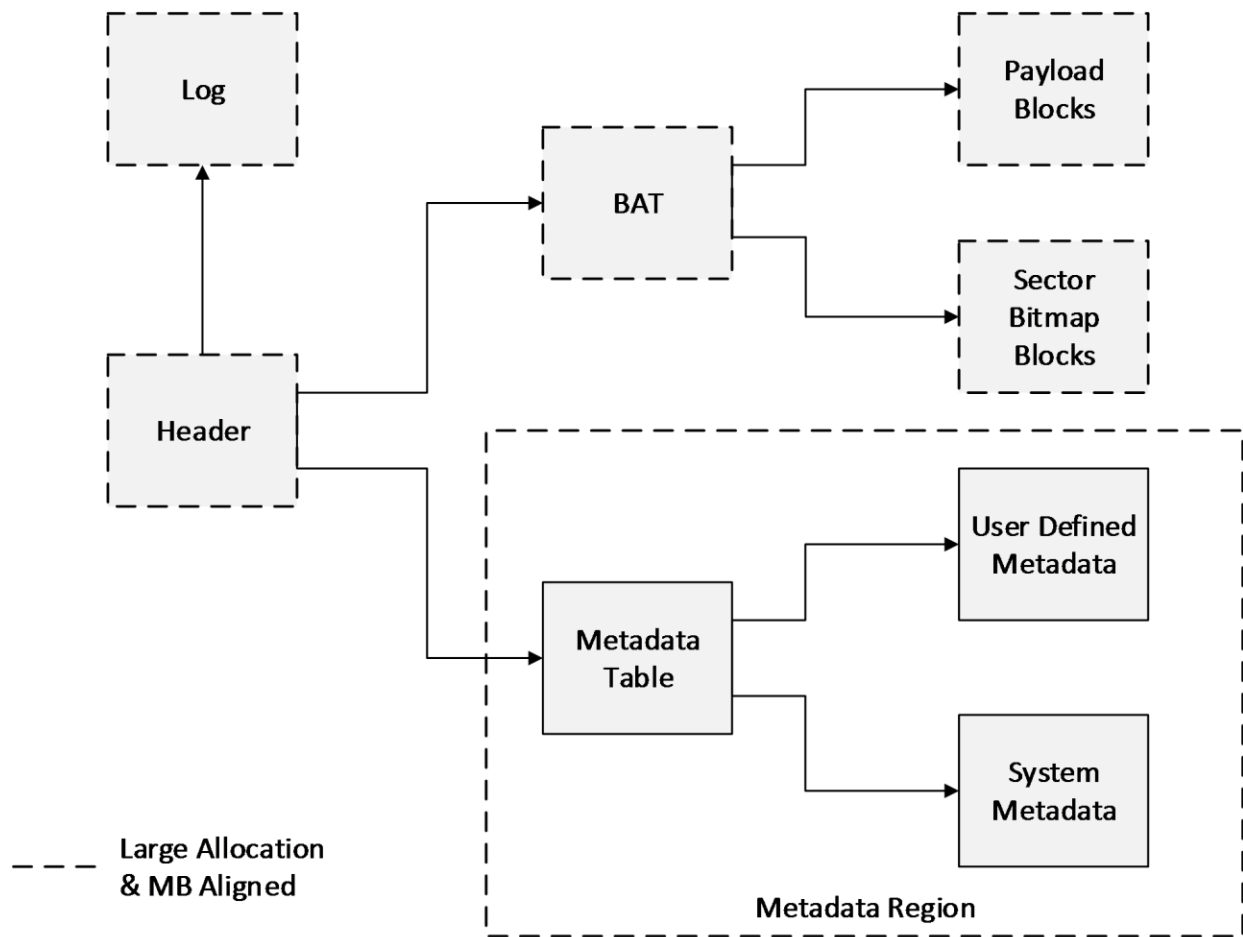 Log
Payload
Blocks
BAT
Sector
Bitmap
Blocks
Header
User Defined
Metadata
Metadata
Table
System
Metadata
Large Allocation
& MB Aligned
Metadata Region